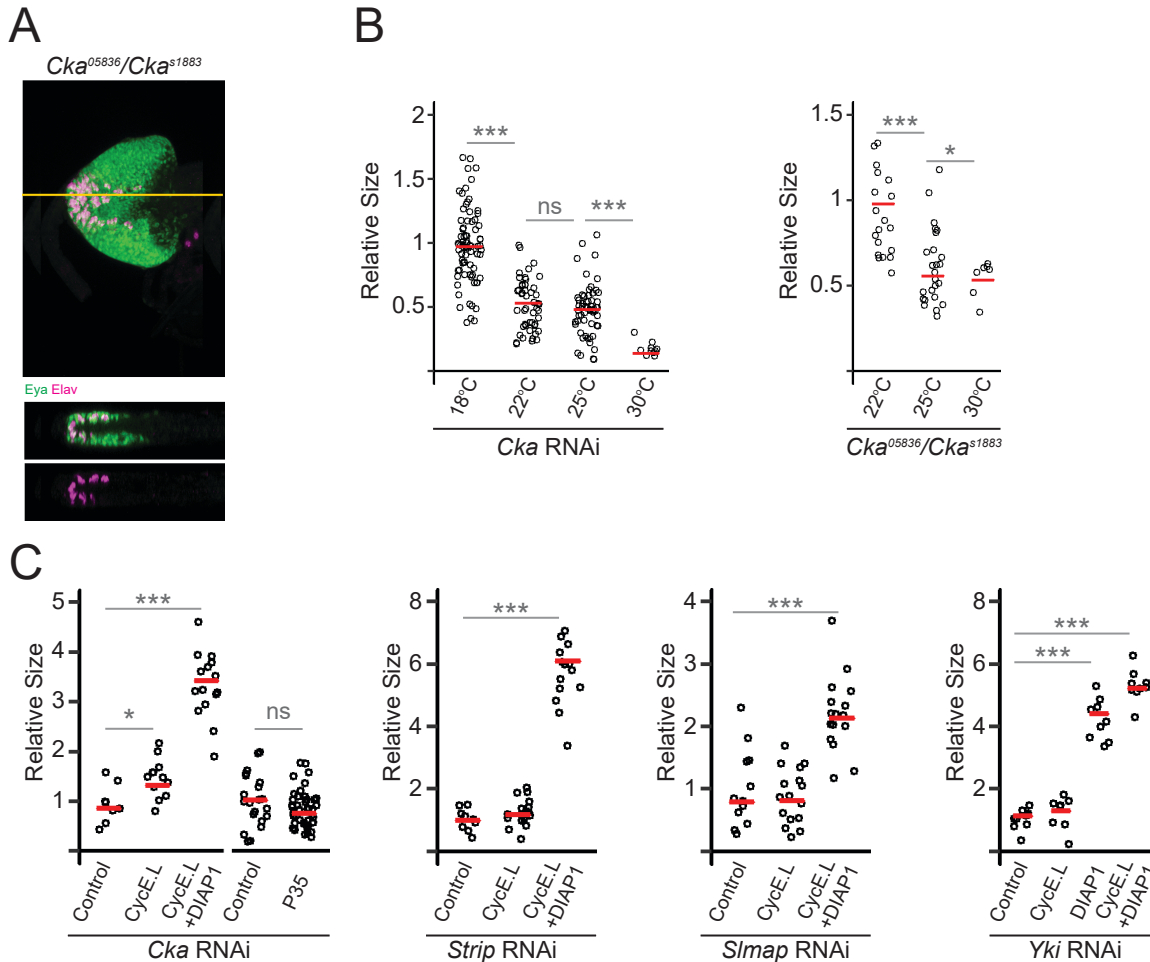 A
Cka05836/Ckas1883
Eya Elav
B
Relative Size
2
1.5
1
0.5
***
ns
***
18°C
22°C
25°C
30°C
Cka RNAi
Relative Size
1.5
1
0.5
***
*
22°C
25°C
30°C
Cka05836/Ckas1883
C
Relative Size
5
4
3
2
1
***
*
ns
Control
CycE.L
CycE.L
+DIAP1
Control
P35
Cka RNAi
Relative Size
8
6
4
2
0
***
Control
CycE.L
CycE.L
+DIAP1
Strip RNAi
Relative Size
4
3
2
1
0
***
Control
CycE.L
CycE.L
+DIAP1
Slmap RNAi
Relative Size
8
6
4
2
0
***
***
Control
CycE.L
DIAP1
CycE.L
+DIAP1
Yki RNAi